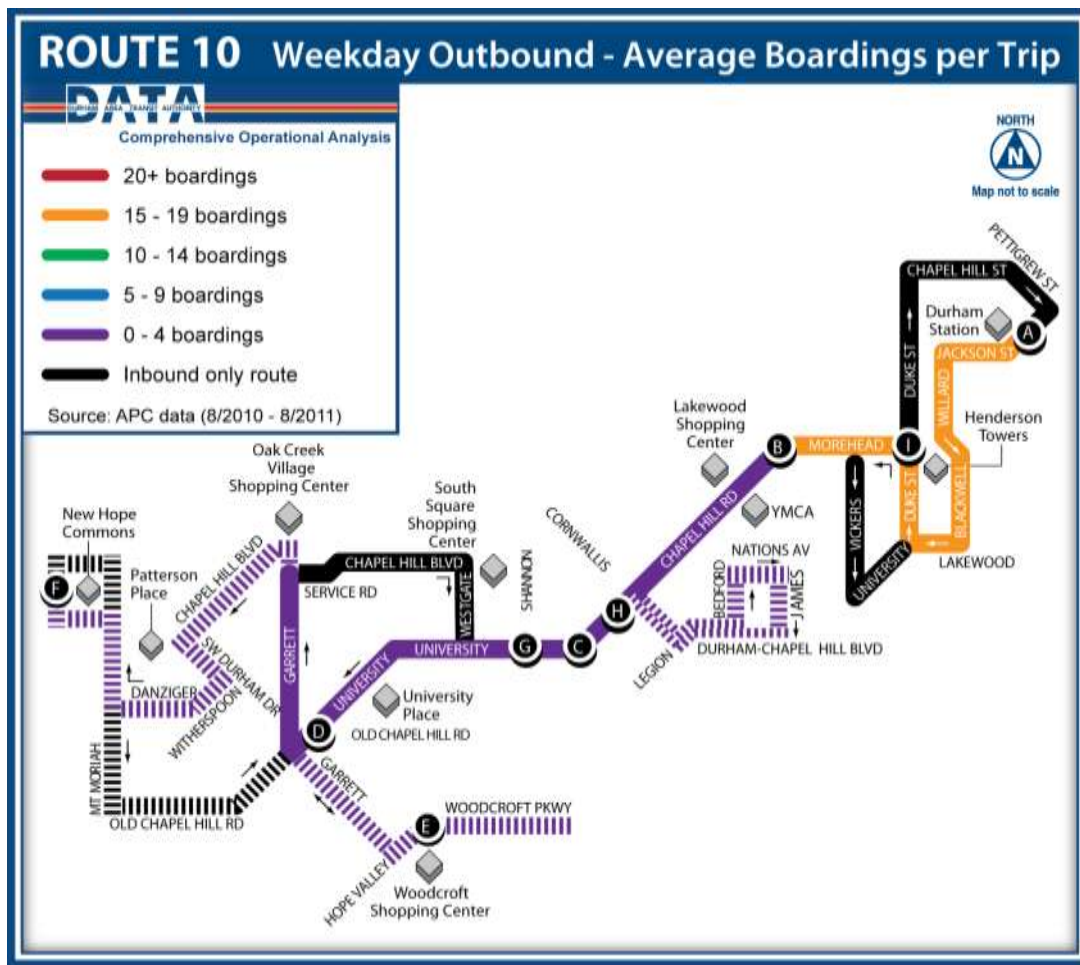 ROUTE 10 Weekday Outbound - Average Boardings per Trip
DATA
DURHAM AREA TRANSIT AUTHORITY
Comprehensive Operational Analysis
20+ boardings
15 - 19 boardings
10 - 14 boardings
5 - 9 boardings
0 - 4 boardings
Inbound only route
Source: APC data (8/2010 - 8/2011)
NORTH
N
Map not to scale
PETTIGREW ST
CHAPEL HILL ST
Durham
Station
A
JACKSON ST
DUKE ST
WILLARD
Henderson
Towers
Lakewood
Shopping
Center
B
MOREHEAD
I
BLACKWELL
DUKE ST
VICKERS
LAKEWOOD
UNIVERSITY
YMCA
CHAPEL HILL RD
CORNWALLIS
NATIONS AV
BEDFORD
JAMES
DURHAM-CHAPEL HILL BLVD
LEGION
H
C
G
SHANNON
South
Square
Shopping
Center
Oak Creek
Village
Shopping Center
CHAPEL HILL BLVD
WESTGATE
SERVICE RD
UNIVERSITY
UNIVERSITY
University
Place
OLD CHAPEL HILL RD
D
GARRETT
New Hope
Commons
F
Patterson
Place
CHAPEL HILL BLVD
SW DURHAM DR
DANZIGER
WITHERSPOON
MT MORIAH
OLD CHAPEL HILL RD
GARRETT
WOODCROFT PKWY
E
HOPE VALLEY
Woodcroft
Shopping Center